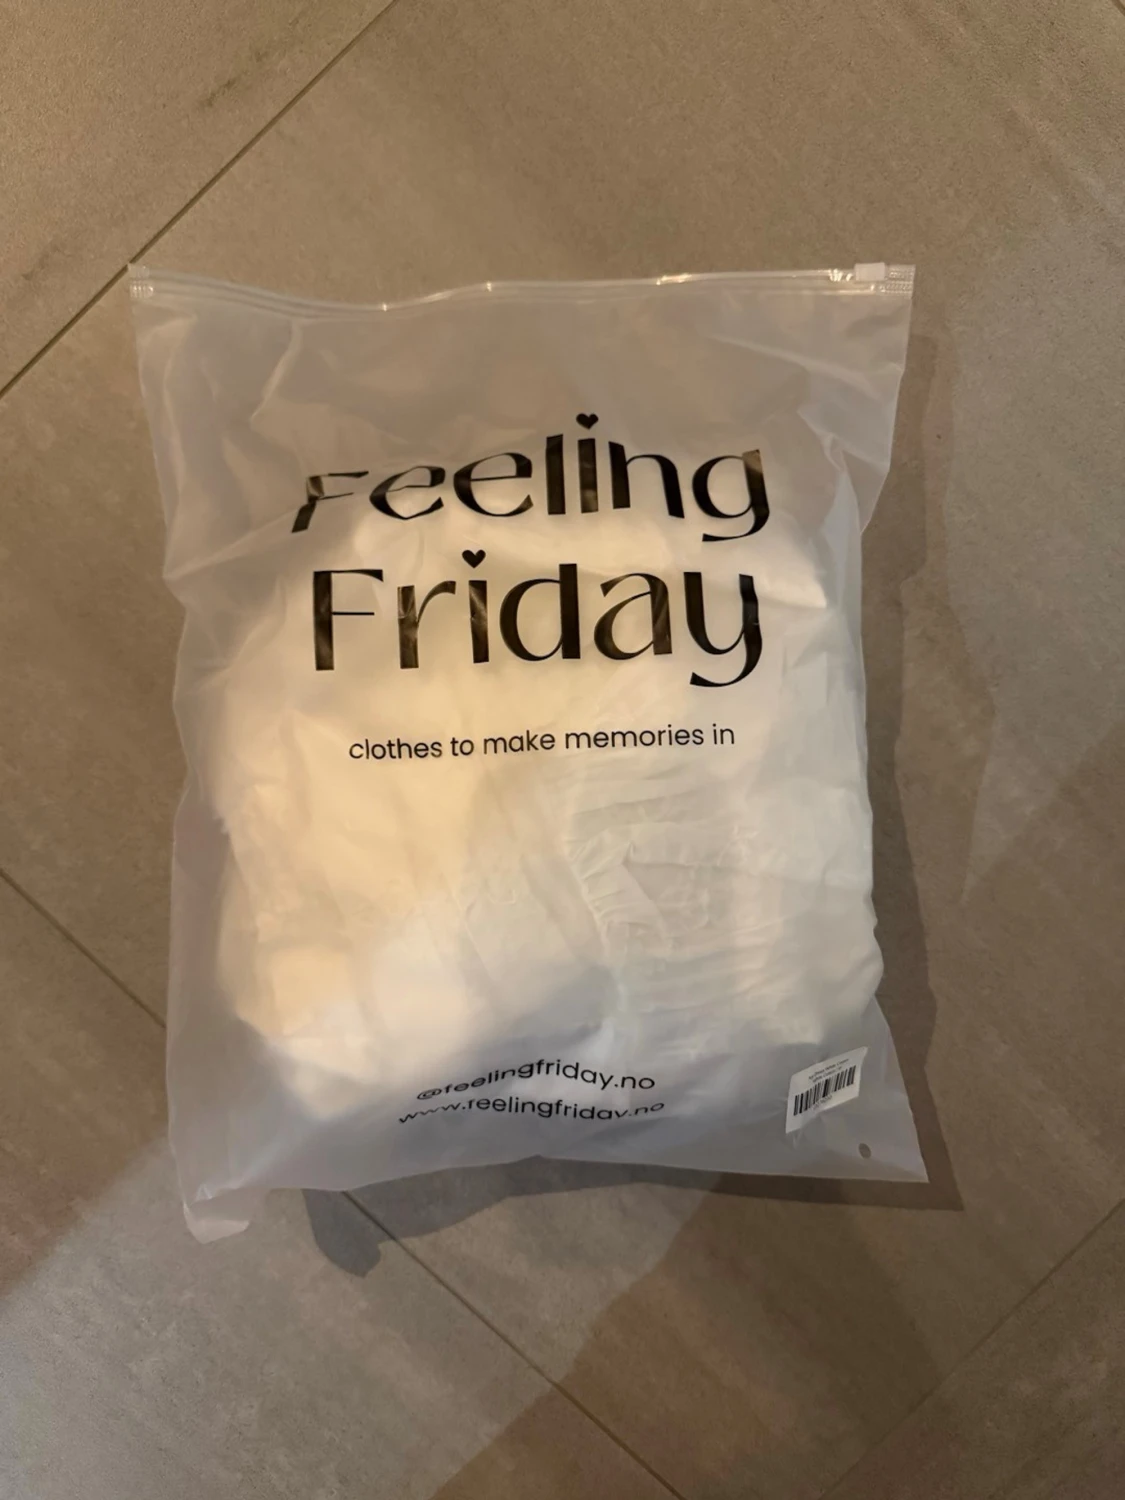 Feeling
Friday
clothes to make memories in
@feelingfriday.no
www.feelingfriday.no